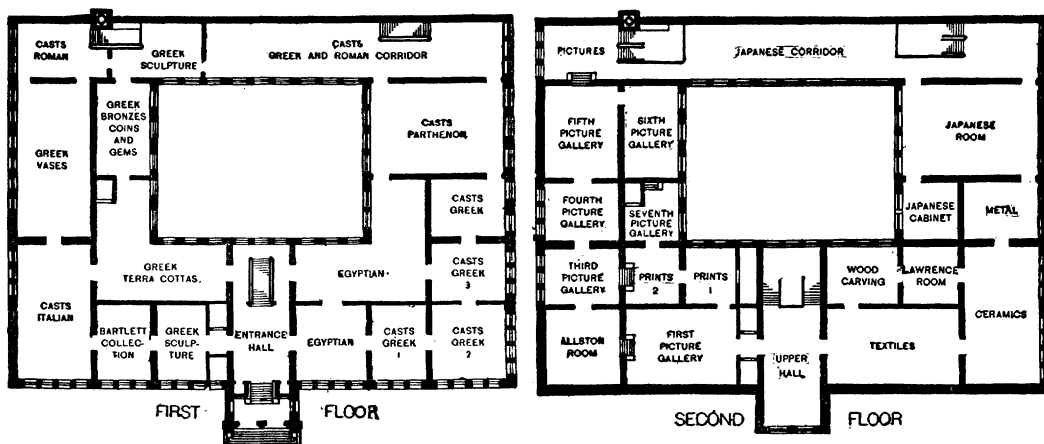 CASTS
ROMAN
GREEK
SCULPTURE
CASTS
GREEK AND ROMAN CORRIDOR
GREEK
BRONZES
COINS
AND
GEMS
GREEK
VASES
CASTS
PARTHENON
CASTS
GREEK
GREEK
TERRA COTTAS.
EGYPTIAN.
CASTS
GREEK
3
CASTS
ITALIAN
BARTLETT
COLLEC-
TION
GREEK
SCULP-
TURE
ENTRANCE
HALL
EGYPTIAN
CASTS
GREEK
1
CASTS
GREEK
2
FIRST FLOOR
PICTURES
JAPANESE CORRIDOR
FIFTH
PICTURE
GALLERY
SIXTH
PICTURE
GALLERY
JAPANESE
ROOM
FOURTH
PICTURE
GALLERY
SEVENTH
PICTURE
GALLERY
JAPANESE
CABINET
METAL
THIRD
PICTURE
GALLERY
PRINTS
2
PRINTS
1
WOOD
CARVING
LAWRENCE
ROOM
CERAMICS
ALLSTON
ROOM
FIRST
PICTURE
GALLERY
UPPER
HALL
TEXTILES
SECOND FLOOR